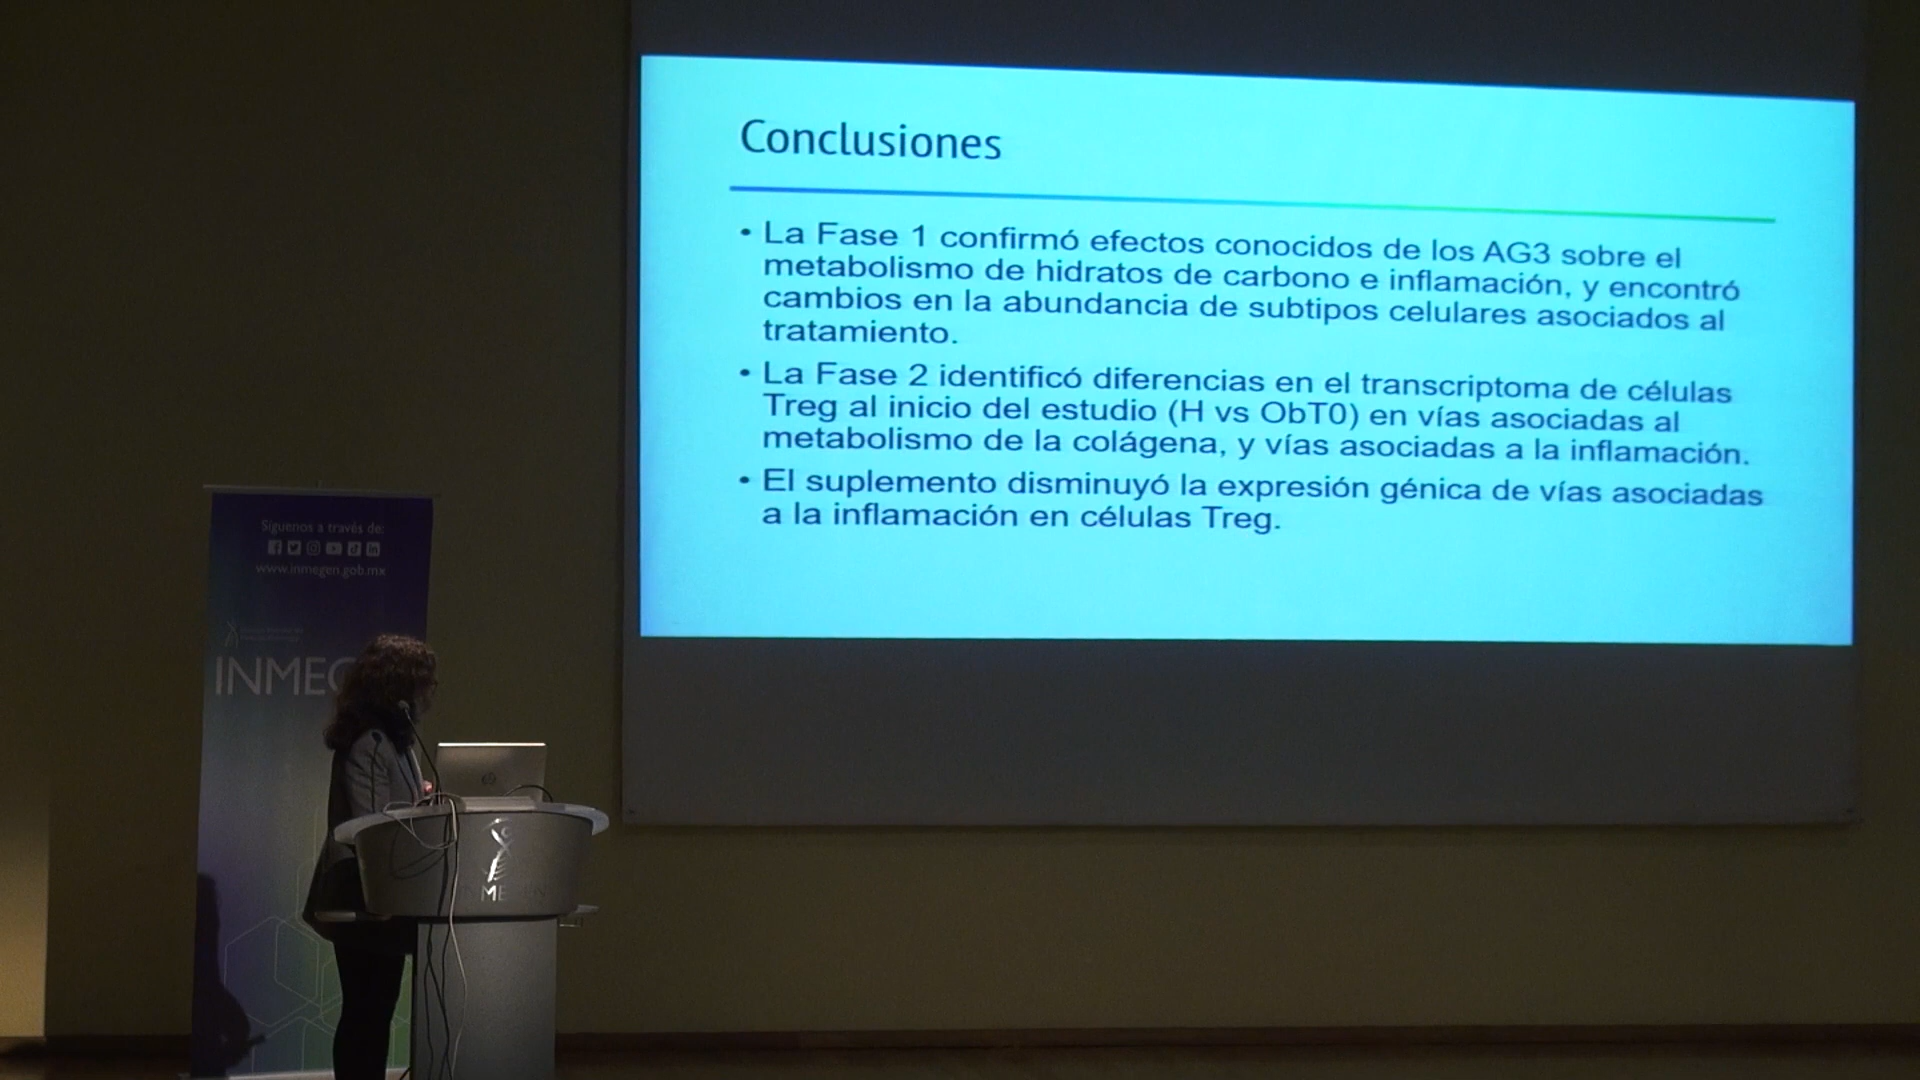 Conclusiones
• La Fase 1 confirmó efectos conocidos de los AG3 sobre el
metabolismo de hidratos de carbono e inflamación, y encontró
cambios en la abundancia de subtipos celulares asociados al
tratamiento.
• La Fase 2 identificó diferencias en el transcriptoma de células
Treg al inicio del estudio (H vs ObT0) en vías asociadas al
metabolismo de la colágena, y vías asociadas a la inflamación.
• El suplemento disminuyó la expresión génica de vías asociadas
a la inflamación en células Treg.
Síguenos a través de:
www.inmegen.gob.mx
INMEG
hp